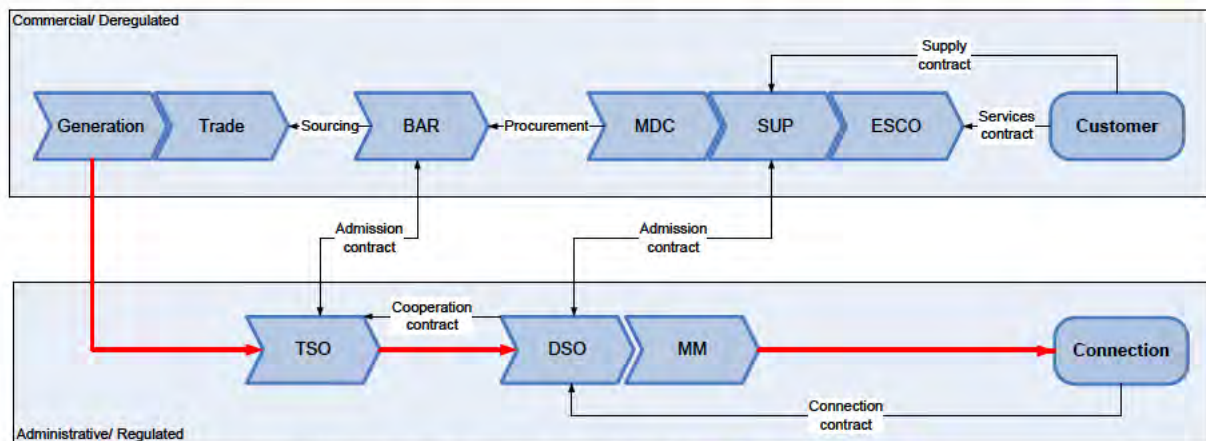 Commercial/ Deregulated
Supply
contract
Generation
Trade
Sourcing
BAR
Procurement
MDC
SUP
ESCO
Services
contract
Customer
Admission
contract
Admission
contract
Cooperation
contract
TSO
DSO
MM
Connection
Connection
contract
Administrative/ Regulated